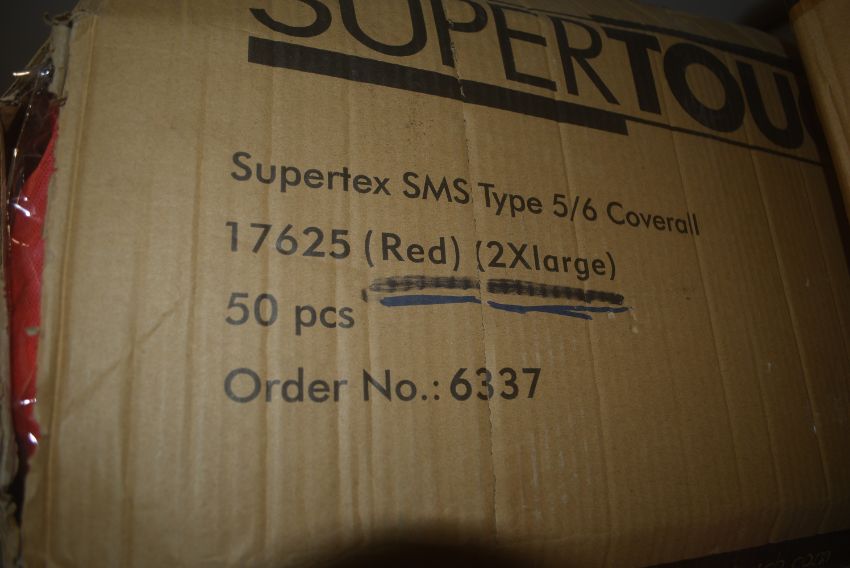 SUPERTOU
Supertex SMS Type 5/6 Coverall
17625 (Red) (2Xlarge)
50 pcs
Order No.: 6337